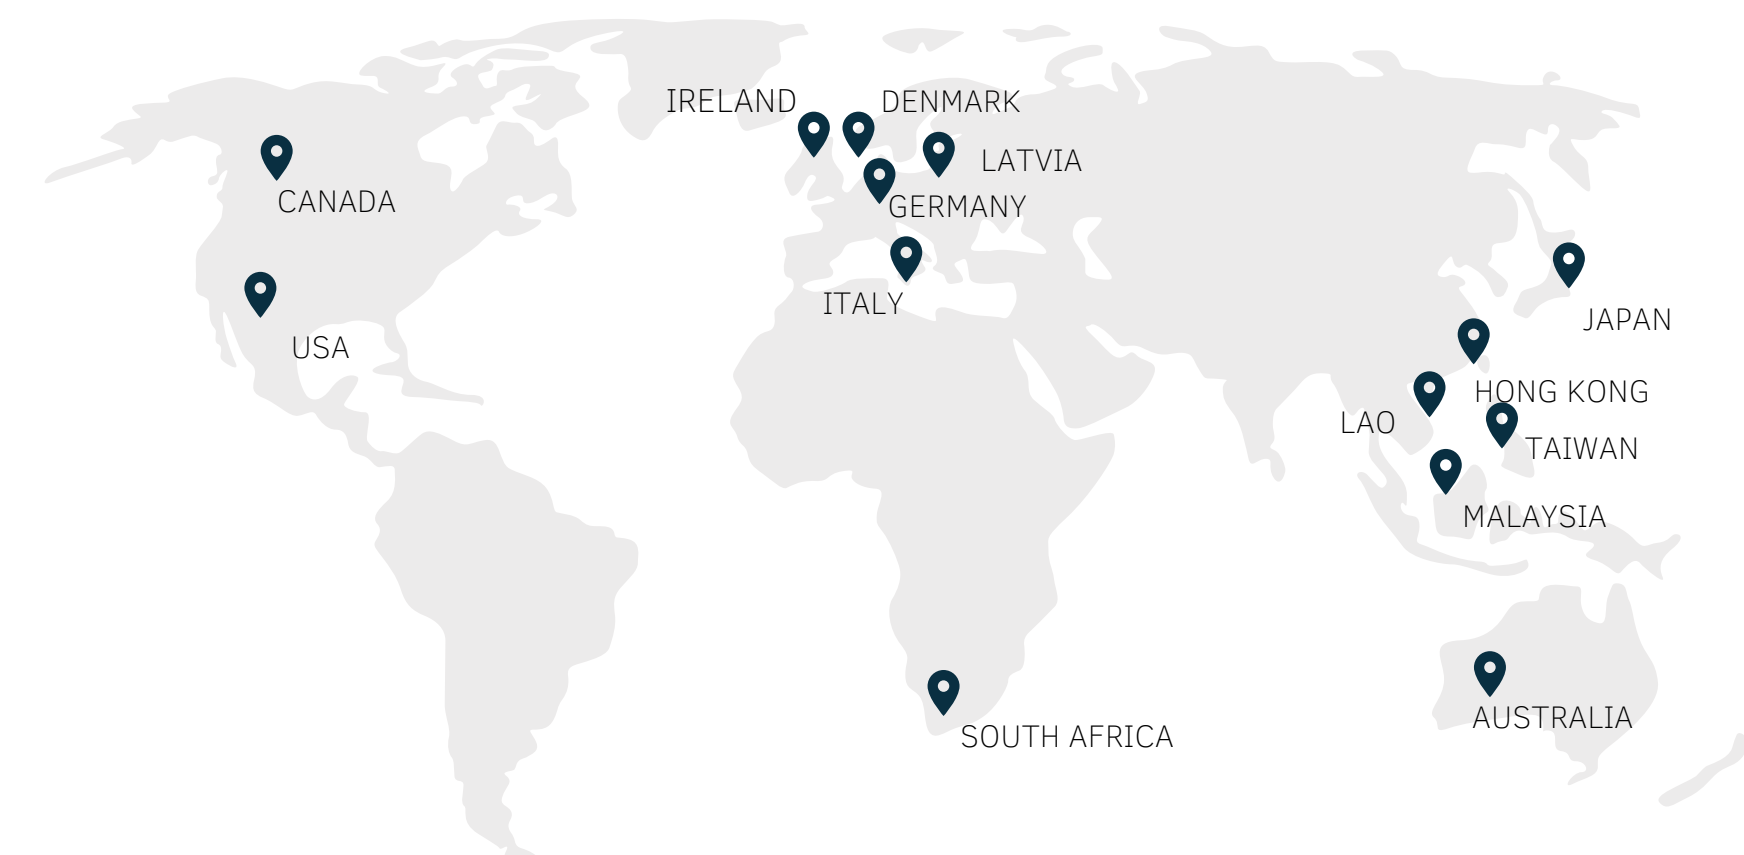 IRELAND
DENMARK
LATVIA
CANADA
GERMANY
ITALY
JAPAN
USA
HONG KONG
LAO
TAIWAN
MALAYSIA
AUSTRALIA
SOUTH AFRICA